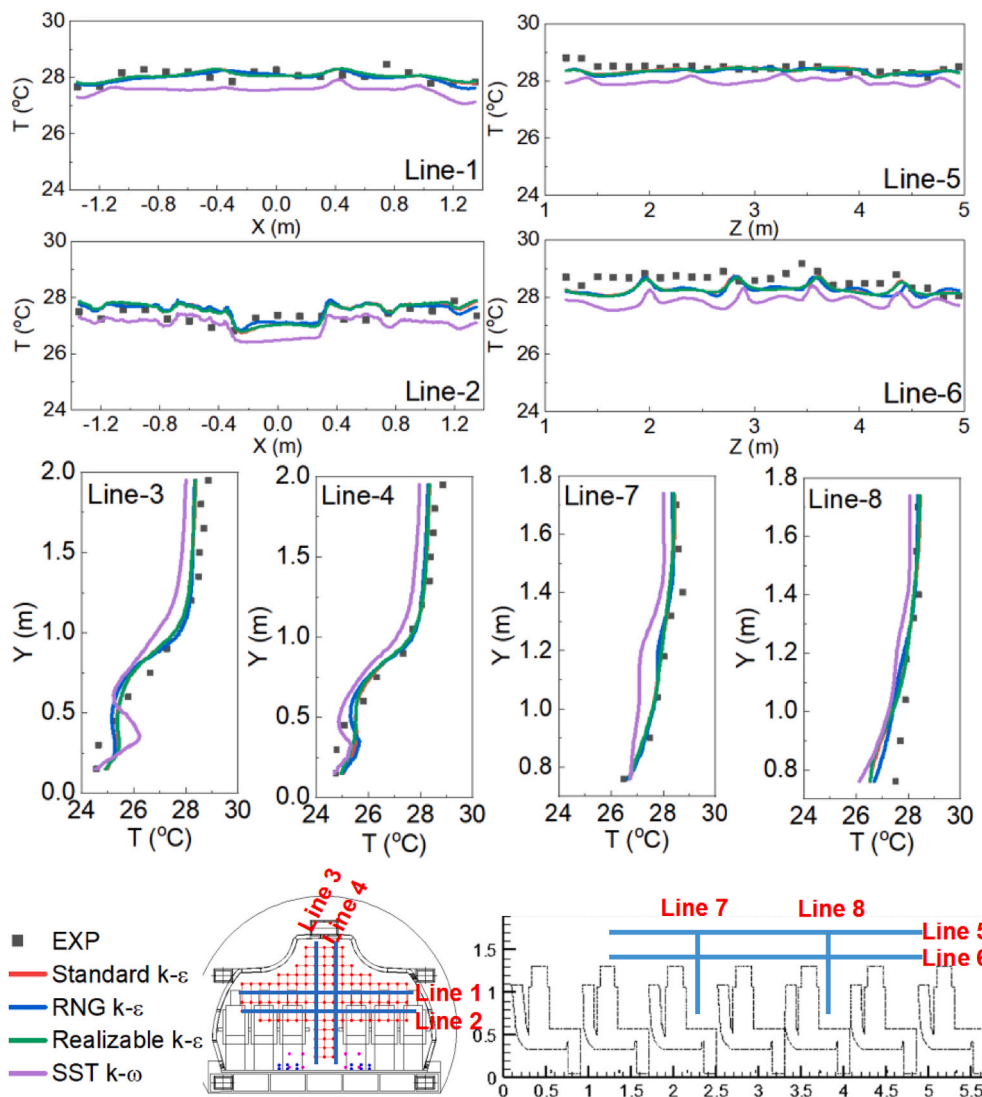 30
28
26
24
T (°C)
Line-1
-1.2 -0.8 -0.4 0.0 0.4 0.8 1.2
X (m)
30
28
26
24
T (°C)
Line-5
1 2 3 4 5
Z (m)
30
28
26
24
T (°C)
Line-2
-1.2 -0.8 -0.4 0.0 0.4 0.8 1.2
X (m)
30
28
26
24
T (°C)
Line-6
1 2 3 4 5
Z (m)
2.0
1.5
1.0
0.5
0.0
Y (m)
Line-3
24 26 28 30
T (°C)
2.0
1.5
1.0
0.5
0.0
Y (m)
Line-4
24 26 28 30
T (°C)
1.8
1.6
1.4
1.2
1.0
0.8
Y (m)
Line-7
24 26 28 30
T (°C)
1.8
1.6
1.4
1.2
1.0
0.8
Y (m)
Line-8
24 26 28 30
T (°C)
EXP
Standard k-ε
RNG k-ε
Realizable k-ε
SST k-ω
Line 3
Line 4
Line 1
Line 2
Line 7 Line 8
Line 5
Line 6
1.5
1
0.5
0
0 0.5 1 1.5 2 2.5 3 3.5 4 4.5 5 5.5